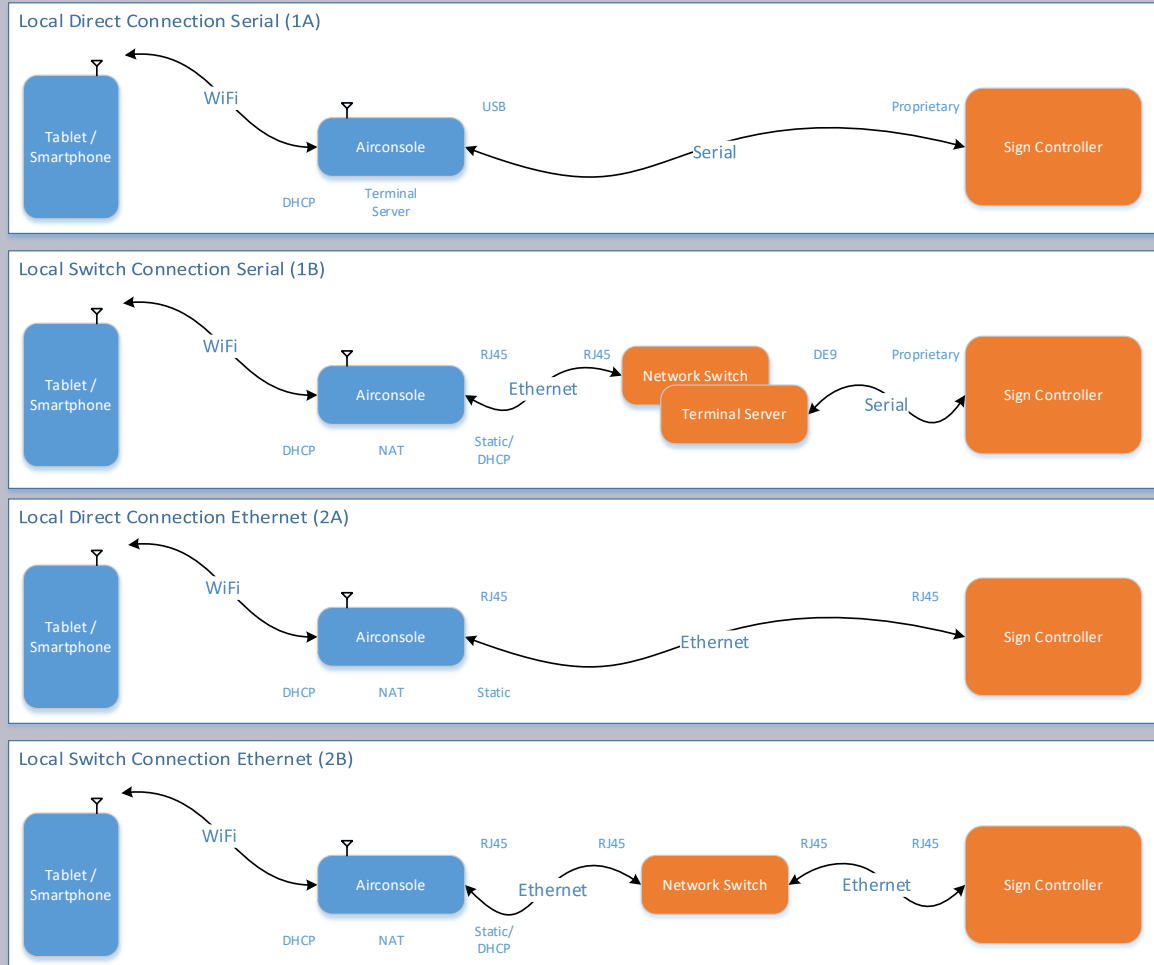 Local Direct Connection Serial (1A)
WiFi
USB
Proprietary
Tablet /
Smartphone
Airconsole
Serial
Sign Controller
DHCP
Terminal
Server
Local Switch Connection Serial (1B)
WiFi
RJ45
RJ45
DE9
Proprietary
Network Switch
Tablet /
Smartphone
Airconsole
Ethernet
Terminal Server
Serial
Sign Controller
DHCP
NAT
Static/
DHCP
Local Direct Connection Ethernet (2A)
WiFi
RJ45
RJ45
Tablet /
Smartphone
Airconsole
Ethernet
Sign Controller
DHCP
NAT
Static
Local Switch Connection Ethernet (2B)
WiFi
RJ45
RJ45
RJ45
RJ45
Tablet /
Smartphone
Airconsole
Ethernet
Network Switch
Ethernet
Sign Controller
DHCP
NAT
Static/
DHCP